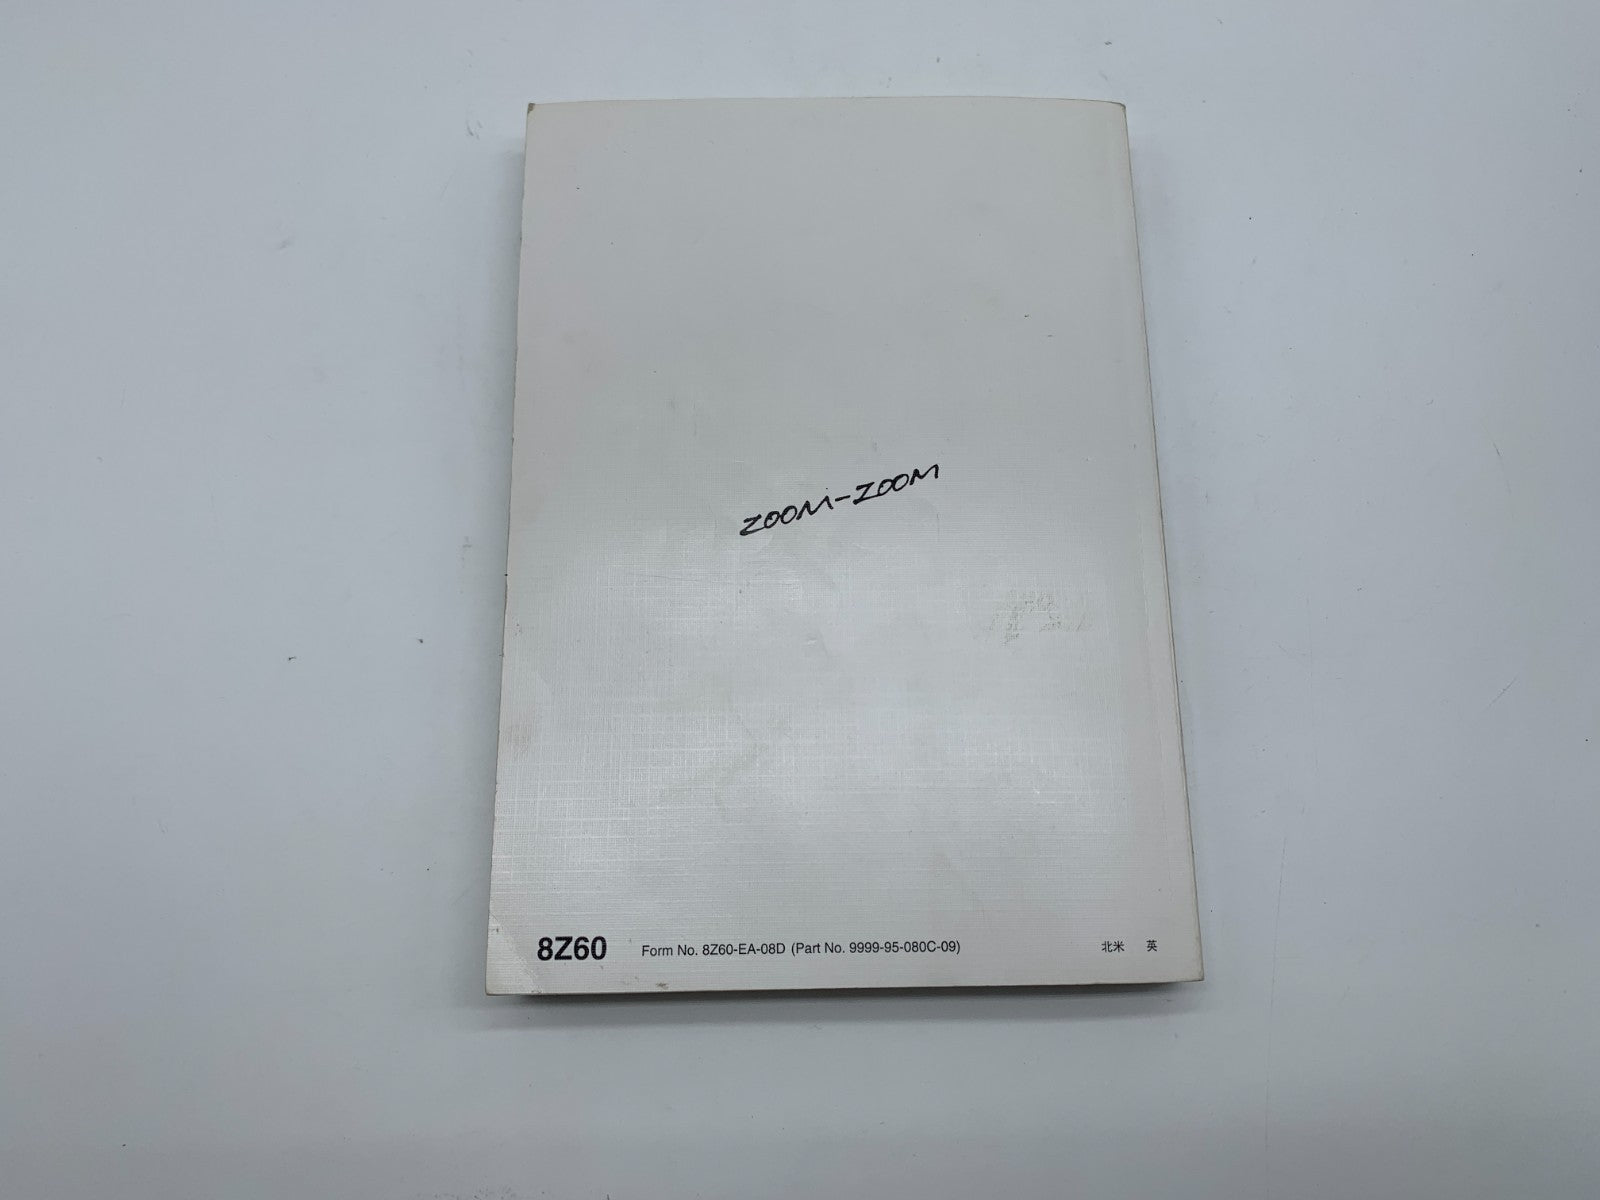 ZOOM-ZOOM
8Z60 Form No. 8Z60-EA-08D (Part No. 9999-95-080C-09) 北米 英